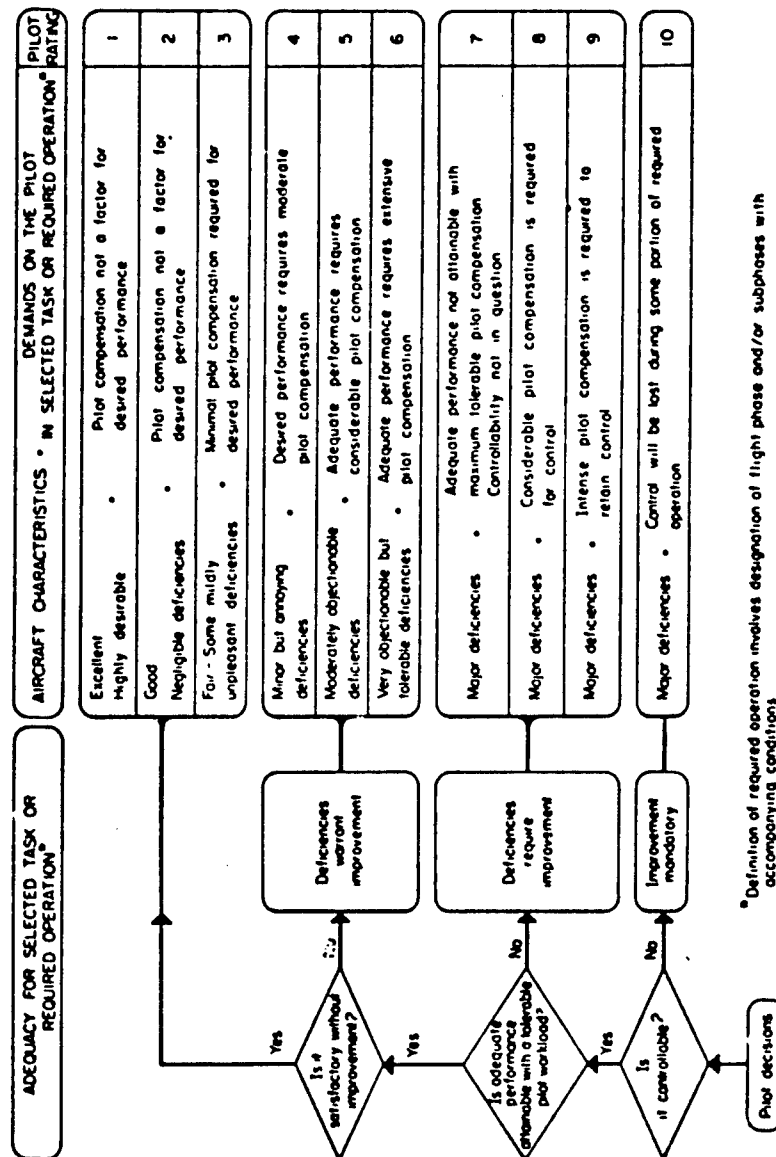 ADEQUACY FOR SELECTED TASK OR
REQUIRED OPERATION*
AIRCRAFT CHARACTERISTICS *
DEMANDS ON THE PILOT
IN SELECTED TASK OR REQUIRED OPERATION*
PILOT
RATING
Excellent
Highly desirable
• Pilot compensation not a factor for
desired performance
1
Good
Negligible deficiencies
• Pilot compensation not a factor for
desired performance
2
Fair - Some mildly
unpleasant deficiencies
• Minimal pilot compensation required for
desired performance
3
Minor but annoying
deficiencies
• Desired performance requires moderate
pilot compensation
4
Moderately objectionable
deficiencies
• Adequate performance requires
considerable pilot compensation
5
Very objectionable but
tolerable deficiencies
• Adequate performance requires extensive
pilot compensation
6
Major deficiencies
• Adequate performance not attainable with
maximum tolerable pilot compensation
Controllability not in question
7
Major deficiencies
• Considerable pilot compensation is required
for control
8
Major deficiencies
• Intense pilot compensation is required to
retain control
9
Major deficiencies
• Control will be lost during some portion of required
operation
10
Yes
Is it
satisfactory without
improvement?
No
Deficiencies
warrant
improvement
Yes
Is adequate
performance
attainable with a tolerable
pilot workload?
No
Deficiencies
require
improvement
Yes
Is
it controllable?
No
Improvement
mandatory
Pilot decisions
*Definition of required operation involves designation of flight phase and/or subphases with
accompanying conditions